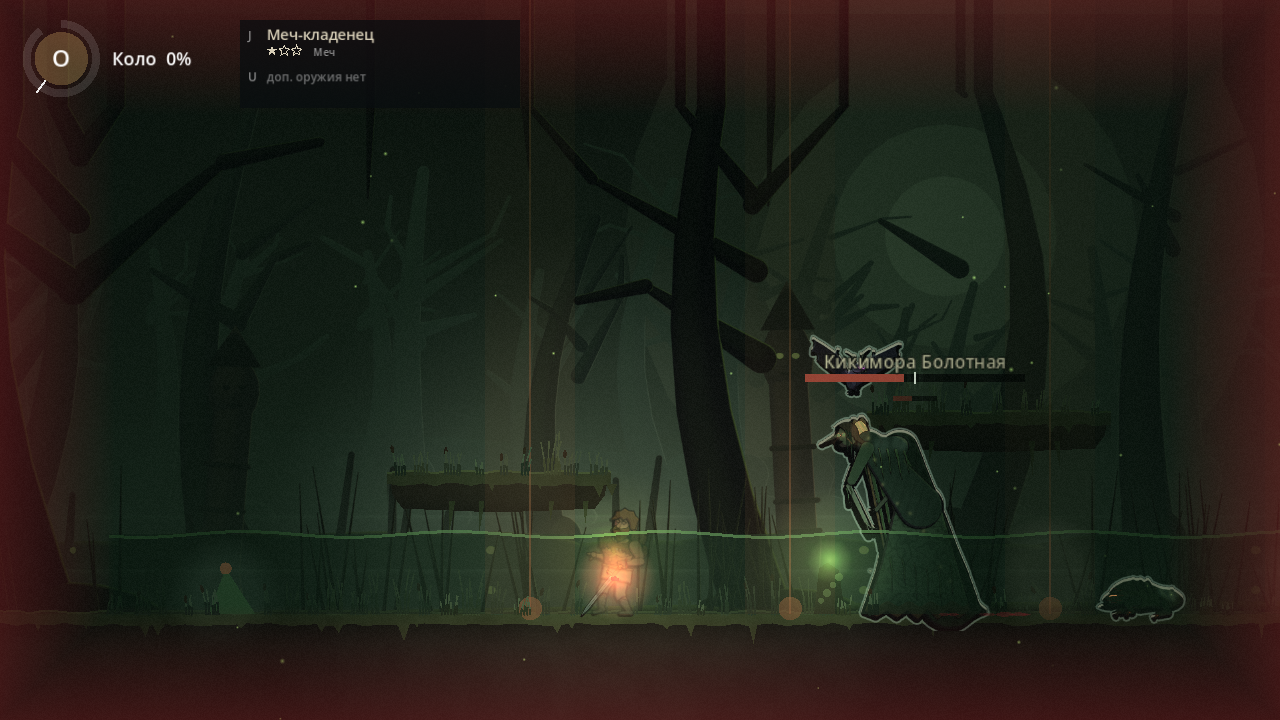 О
Коло 0%
J Меч-кладенец
★☆☆ Меч
U доп. оружия нет
Кикимора Болотная